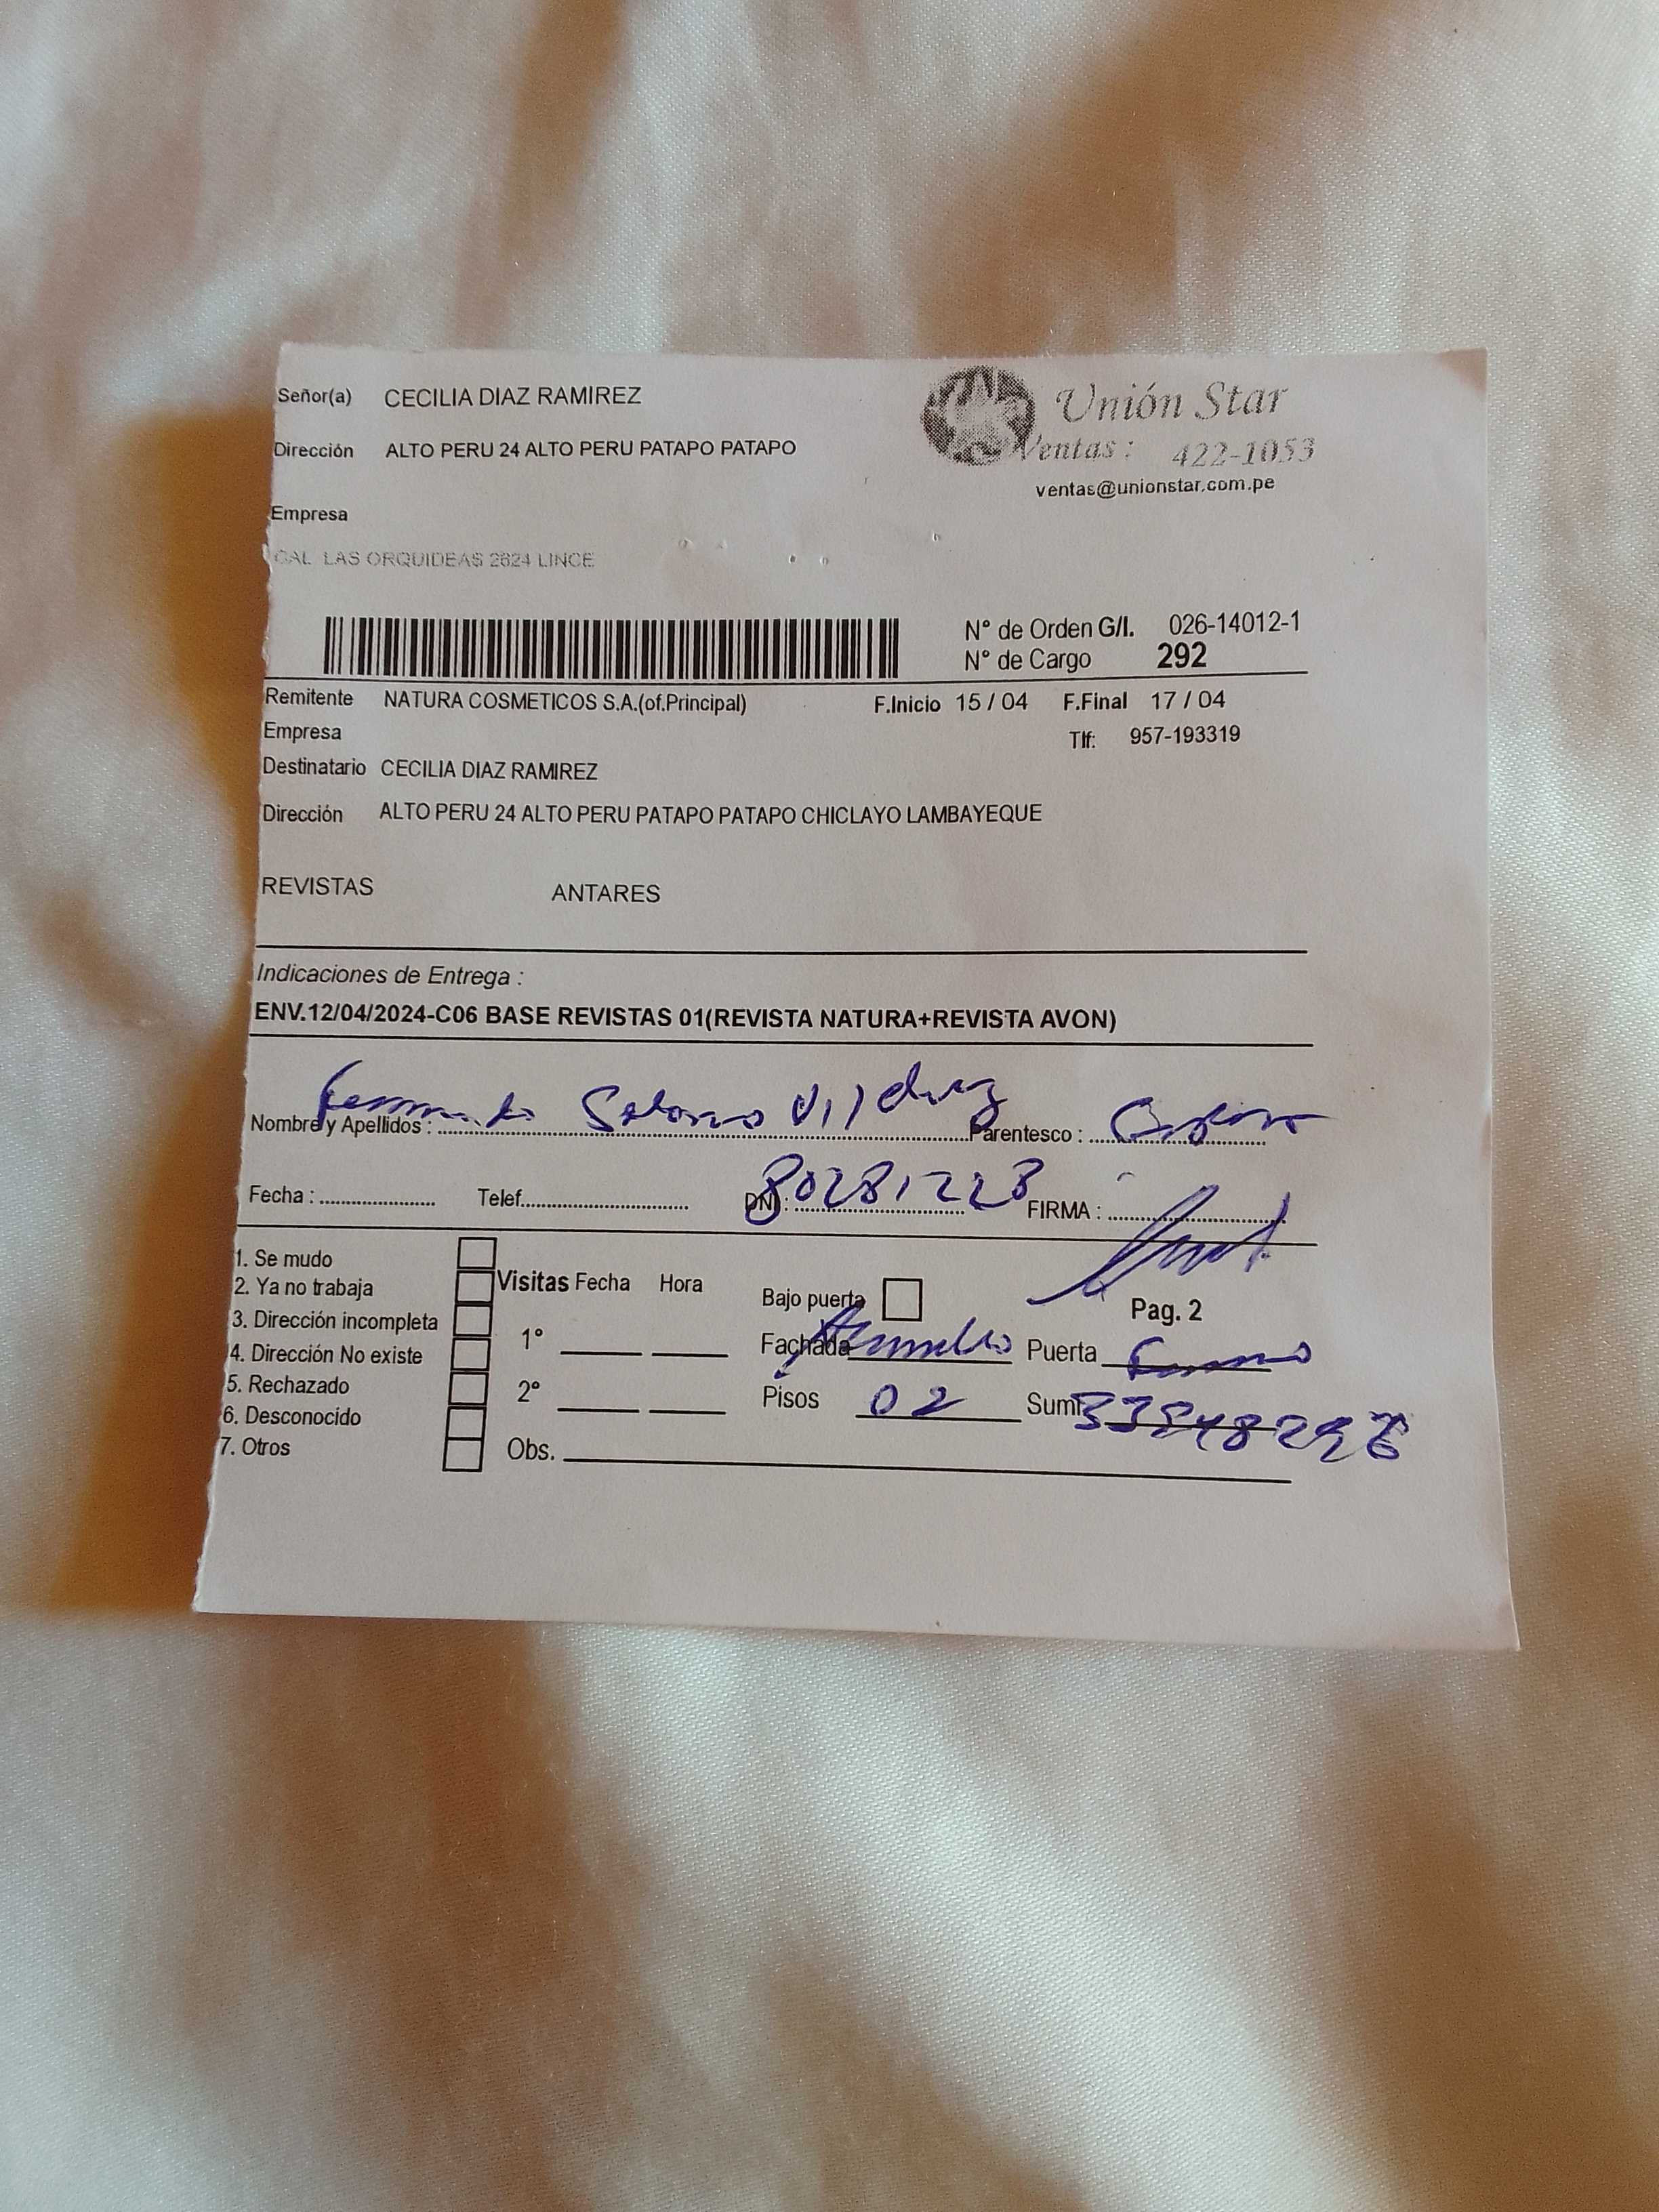 Señor(a) CECILIA DIAZ RAMIREZ
Unión Star
Dirección ALTO PERU 24 ALTO PERU PATAPO PATAPO
Ventas : 422-1053
ventas@unionstar.com.pe
Empresa
CAL LAS ORQUIDEAS 2624 LINCE
N° de Orden G/I. 026-14012-1
N° de Cargo 292
Remitente NATURA COSMETICOS S.A.(of.Principal) F.Inicio 15 / 04 F.Final 17 / 04
Empresa Tlf: 957-193319
Destinatario CECILIA DIAZ RAMIREZ
Dirección ALTO PERU 24 ALTO PERU PATAPO PATAPO CHICLAYO LAMBAYEQUE
REVISTAS ANTARES
Indicaciones de Entrega :
ENV.12/04/2024-C06 BASE REVISTAS 01(REVISTA NATURA+REVISTA AVON)
Nombre y Apellidos : Parentesco :
Fecha : Telef. DNI: 80281223 FIRMA :
1. Se mudo
2. Ya no trabaja Visitas Fecha Hora Bajo puerta Pag. 2
3. Dirección incompleta 1° Fachada Puerta
4. Dirección No existe
5. Rechazado 2° Pisos 02 Sumi
6. Desconocido
7. Otros Obs.